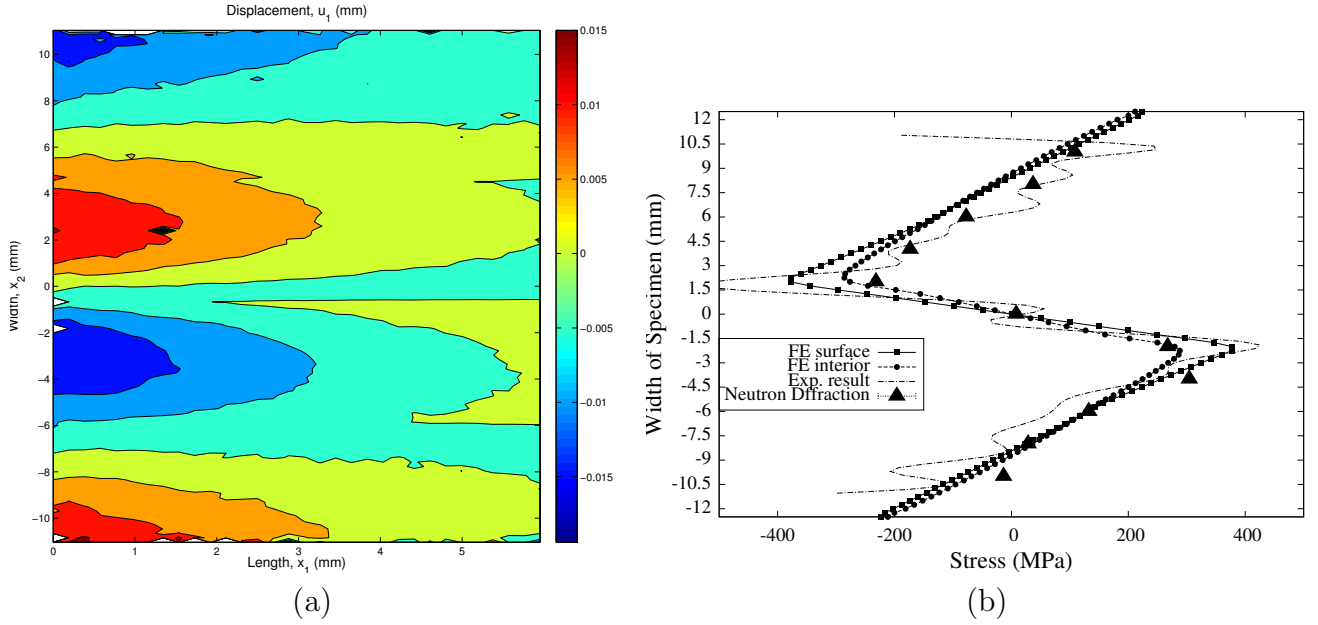 Displacement, u1 (mm)
10
8
6
4
2
0
−2
−4
−6
−8
−10
Width, x2 (mm)
0 1 2 3 4 5
Length, x1 (mm)
0.015
0.01
0.005
0
−0.005
−0.01
−0.015
(a)
12
10.5
9
7.5
6
4.5
3
1.5
0
-1.5
-3
-4.5
-6
-7.5
-9
-10.5
-12
Width of Specimen (mm)
FE surface
FE interior
Exp. result
Neutron Dffraction
-400 -200 0 200 400
Stress (MPa)
(b)